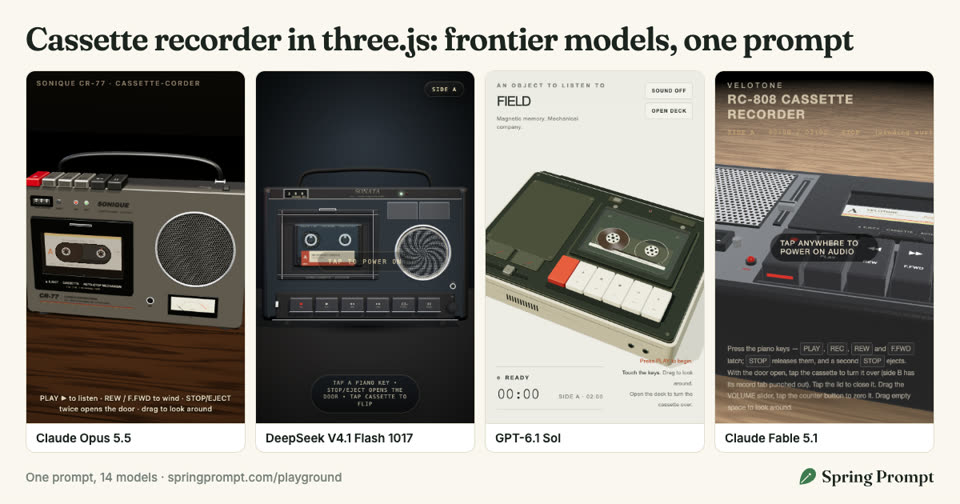 Cassette recorder in three.js: frontier models, one prompt
SONIQUE CR-77 · CASSETTE-CORDER
SONIQUE
A
CR-77
PLAY ▶ to listen · REW / F.FWD to wind · STOP/EJECT
twice opens the door · drag to look around
Claude Opus 5.5
SIDE A
SONATA
TAP TO POWER ON
TAP A PIANO KEY •
STOP/EJECT OPENS THE
DOOR • TAP CASSETTE TO
FLIP
DeepSeek V4.1 Flash 1017
AN OBJECT TO LISTEN TO
FIELD
Magnetic memory. Mechanical
company.
SOUND OFF
OPEN DECK
Press PLAY to begin.
Touch the keys. Drag to look
around.
Open the deck to turn the
cassette over.
READY
00:00
SIDE A · 02:00
GPT-6.1 Sol
VELOTONE
RC-808 CASSETTE
RECORDER
TAP ANYWHERE TO
POWER ON AUDIO
REW
F.FWD
Press the piano keys — PLAY, REC, REW and F.FWD
latch; STOP releases them, and a second STOP ejects.
With the door open, tap the cassette to turn it over (side B has
its record tab punched out). Tap the lid to close it. Drag the
VOLUME slider, tap the counter button to zero it. Drag empty
space to look around.
Claude Fable 5.1
One prompt, 14 models · springprompt.com/playground
Spring Prompt